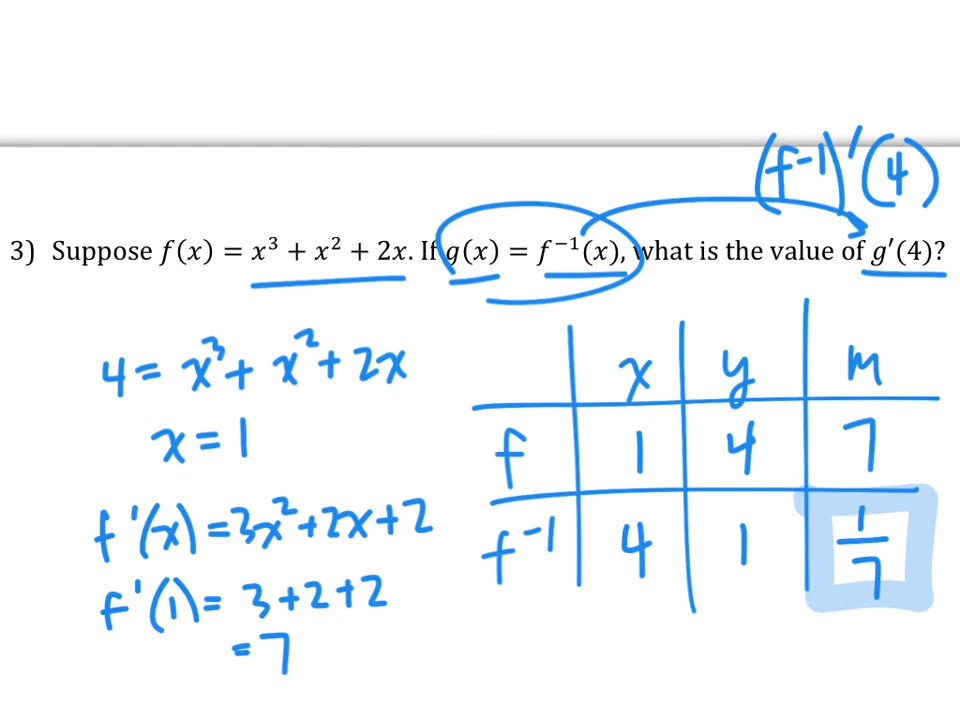 (f-1)'(4)
3) Suppose f(x) = x³ + x² + 2x. If g(x) = f⁻¹(x), what is the value of g′(4)?
4 = x³ + x² + 2x
x = 1
f'(x) = 3x² + 2x + 2
f'(1) = 3 + 2 + 2
= 7
x y m
f 1 4 7
f⁻¹ 4 1 1/7